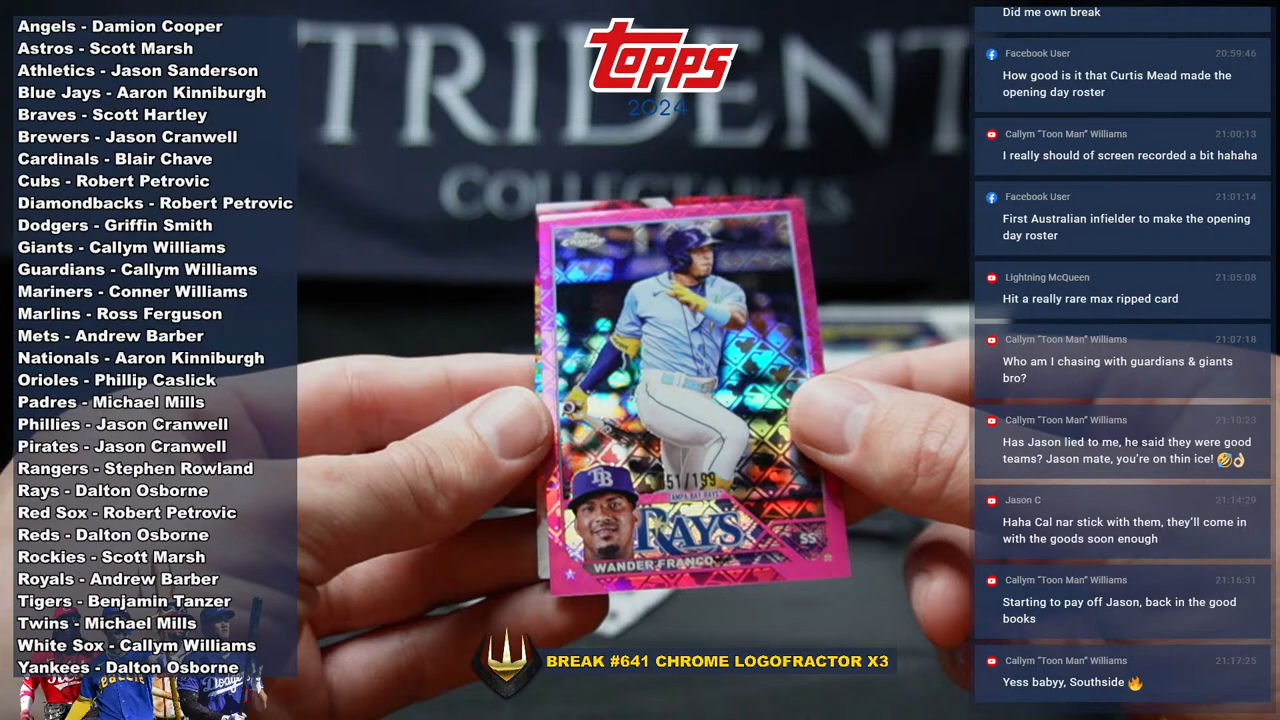 Angels - Damion Cooper
Astros - Scott Marsh
Athletics - Jason Sanderson
Blue Jays - Aaron Kinniburgh
Braves - Scott Hartley
Brewers - Jason Cranwell
Cardinals - Blair Chave
Cubs - Robert Petrovic
Diamondbacks - Robert Petrovic
Dodgers - Griffin Smith
Giants - Callym Williams
Guardians - Callym Williams
Mariners - Conner Williams
Marlins - Ross Ferguson
Mets - Andrew Barber
Nationals - Aaron Kinniburgh
Orioles - Phillip Caslick
Padres - Michael Mills
Phillies - Jason Cranwell
Pirates - Jason Cranwell
Rangers - Stephen Rowland
Rays - Dalton Osborne
Red Sox - Robert Petrovic
Reds - Dalton Osborne
Rockies - Scott Marsh
Royals - Andrew Barber
Tigers - Benjamin Tanzer
Twins - Michael Mills
White Sox - Callym Williams
Yankees - Dalton Osborne
TRIDENT
COLLECTABLES
topps
2024
Topps
Chrome
TB
51/199
TAMPA BAY RAYS
RAYS
SS
WANDER FRANCO
BREAK #641 CHROME LOGOFRACTOR X3
Did me own break
Facebook User 20:59:46
How good is it that Curtis Mead made the
opening day roster
Callym "Toon Man" Williams 21:00:13
I really should of screen recorded a bit hahaha
Facebook User 21:01:14
First Australian infielder to make the opening
day roster
Lightning McQueen 21:05:08
Hit a really rare max ripped card
Callym "Toon Man" Williams 21:07:18
Who am I chasing with guardians & giants
bro?
Callym "Toon Man" Williams 21:10:23
Has Jason lied to me, he said they were good
teams? Jason mate, you're on thin ice! 🤣👌
Jason C 21:14:29
Haha Cal nar stick with them, they'll come in
with the goods soon enough
Callym "Toon Man" Williams 21:16:31
Starting to pay off Jason, back in the good
books
Callym "Toon Man" Williams 21:17:25
Yess babyy, Southside 🔥